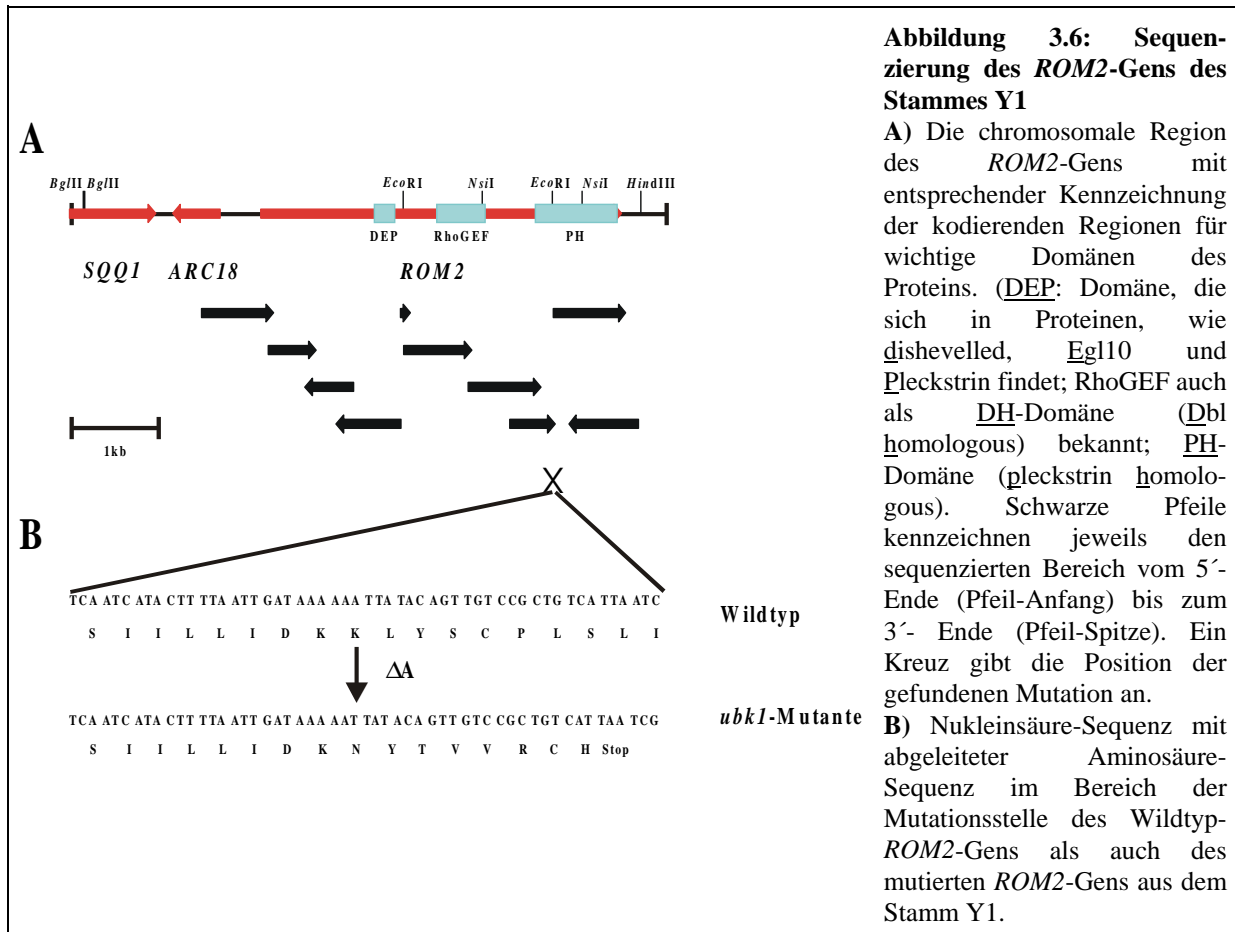 A
BglII BglII
EcoRI
NsiI
EcoRI
NsiI
HindIII
DEP
RhoGEF
PH
SQQ1
ARC18
ROM2
1kb
X
B
TCA ATC ATA CTT TTA ATT GAT AAA AAA TTA TAC AGT TGT CCG CTG TCA TTA ATC
S I I L L I D K K L Y S C P L S L I
Wildtyp
ΔA
TCA ATC ATA CTT TTA ATT GAT AAA AAT TAT ACA GTT GTC CGC TGT CAT TAA TCG
S I I L L I D K N Y T V V R C H Stop
ubk1-Mutante
Abbildung 3.6: Sequen-
zierung des ROM2-Gens des
Stammes Y1
A) Die chromosomale Region
des ROM2-Gens mit
entsprechender Kennzeichnung
der kodierenden Regionen für
wichtige Domänen des
Proteins. (DEP: Domäne, die
sich in Proteinen, wie
dishevelled, Egl10 und
Pleckstrin findet; RhoGEF auch
als DH-Domäne (Dbl
homologous) bekannt; PH-
Domäne (pleckstrin homolo-
gous). Schwarze Pfeile
kennzeichnen jeweils den
sequenzierten Bereich vom 5´-
Ende (Pfeil-Anfang) bis zum
3´- Ende (Pfeil-Spitze). Ein
Kreuz gibt die Position der
gefundenen Mutation an.
B) Nukleinsäure-Sequenz mit
abgeleiteter Aminosäure-
Sequenz im Bereich der
Mutationsstelle des Wildtyp-
ROM2-Gens als auch des
mutierten ROM2-Gens aus dem
Stamm Y1.